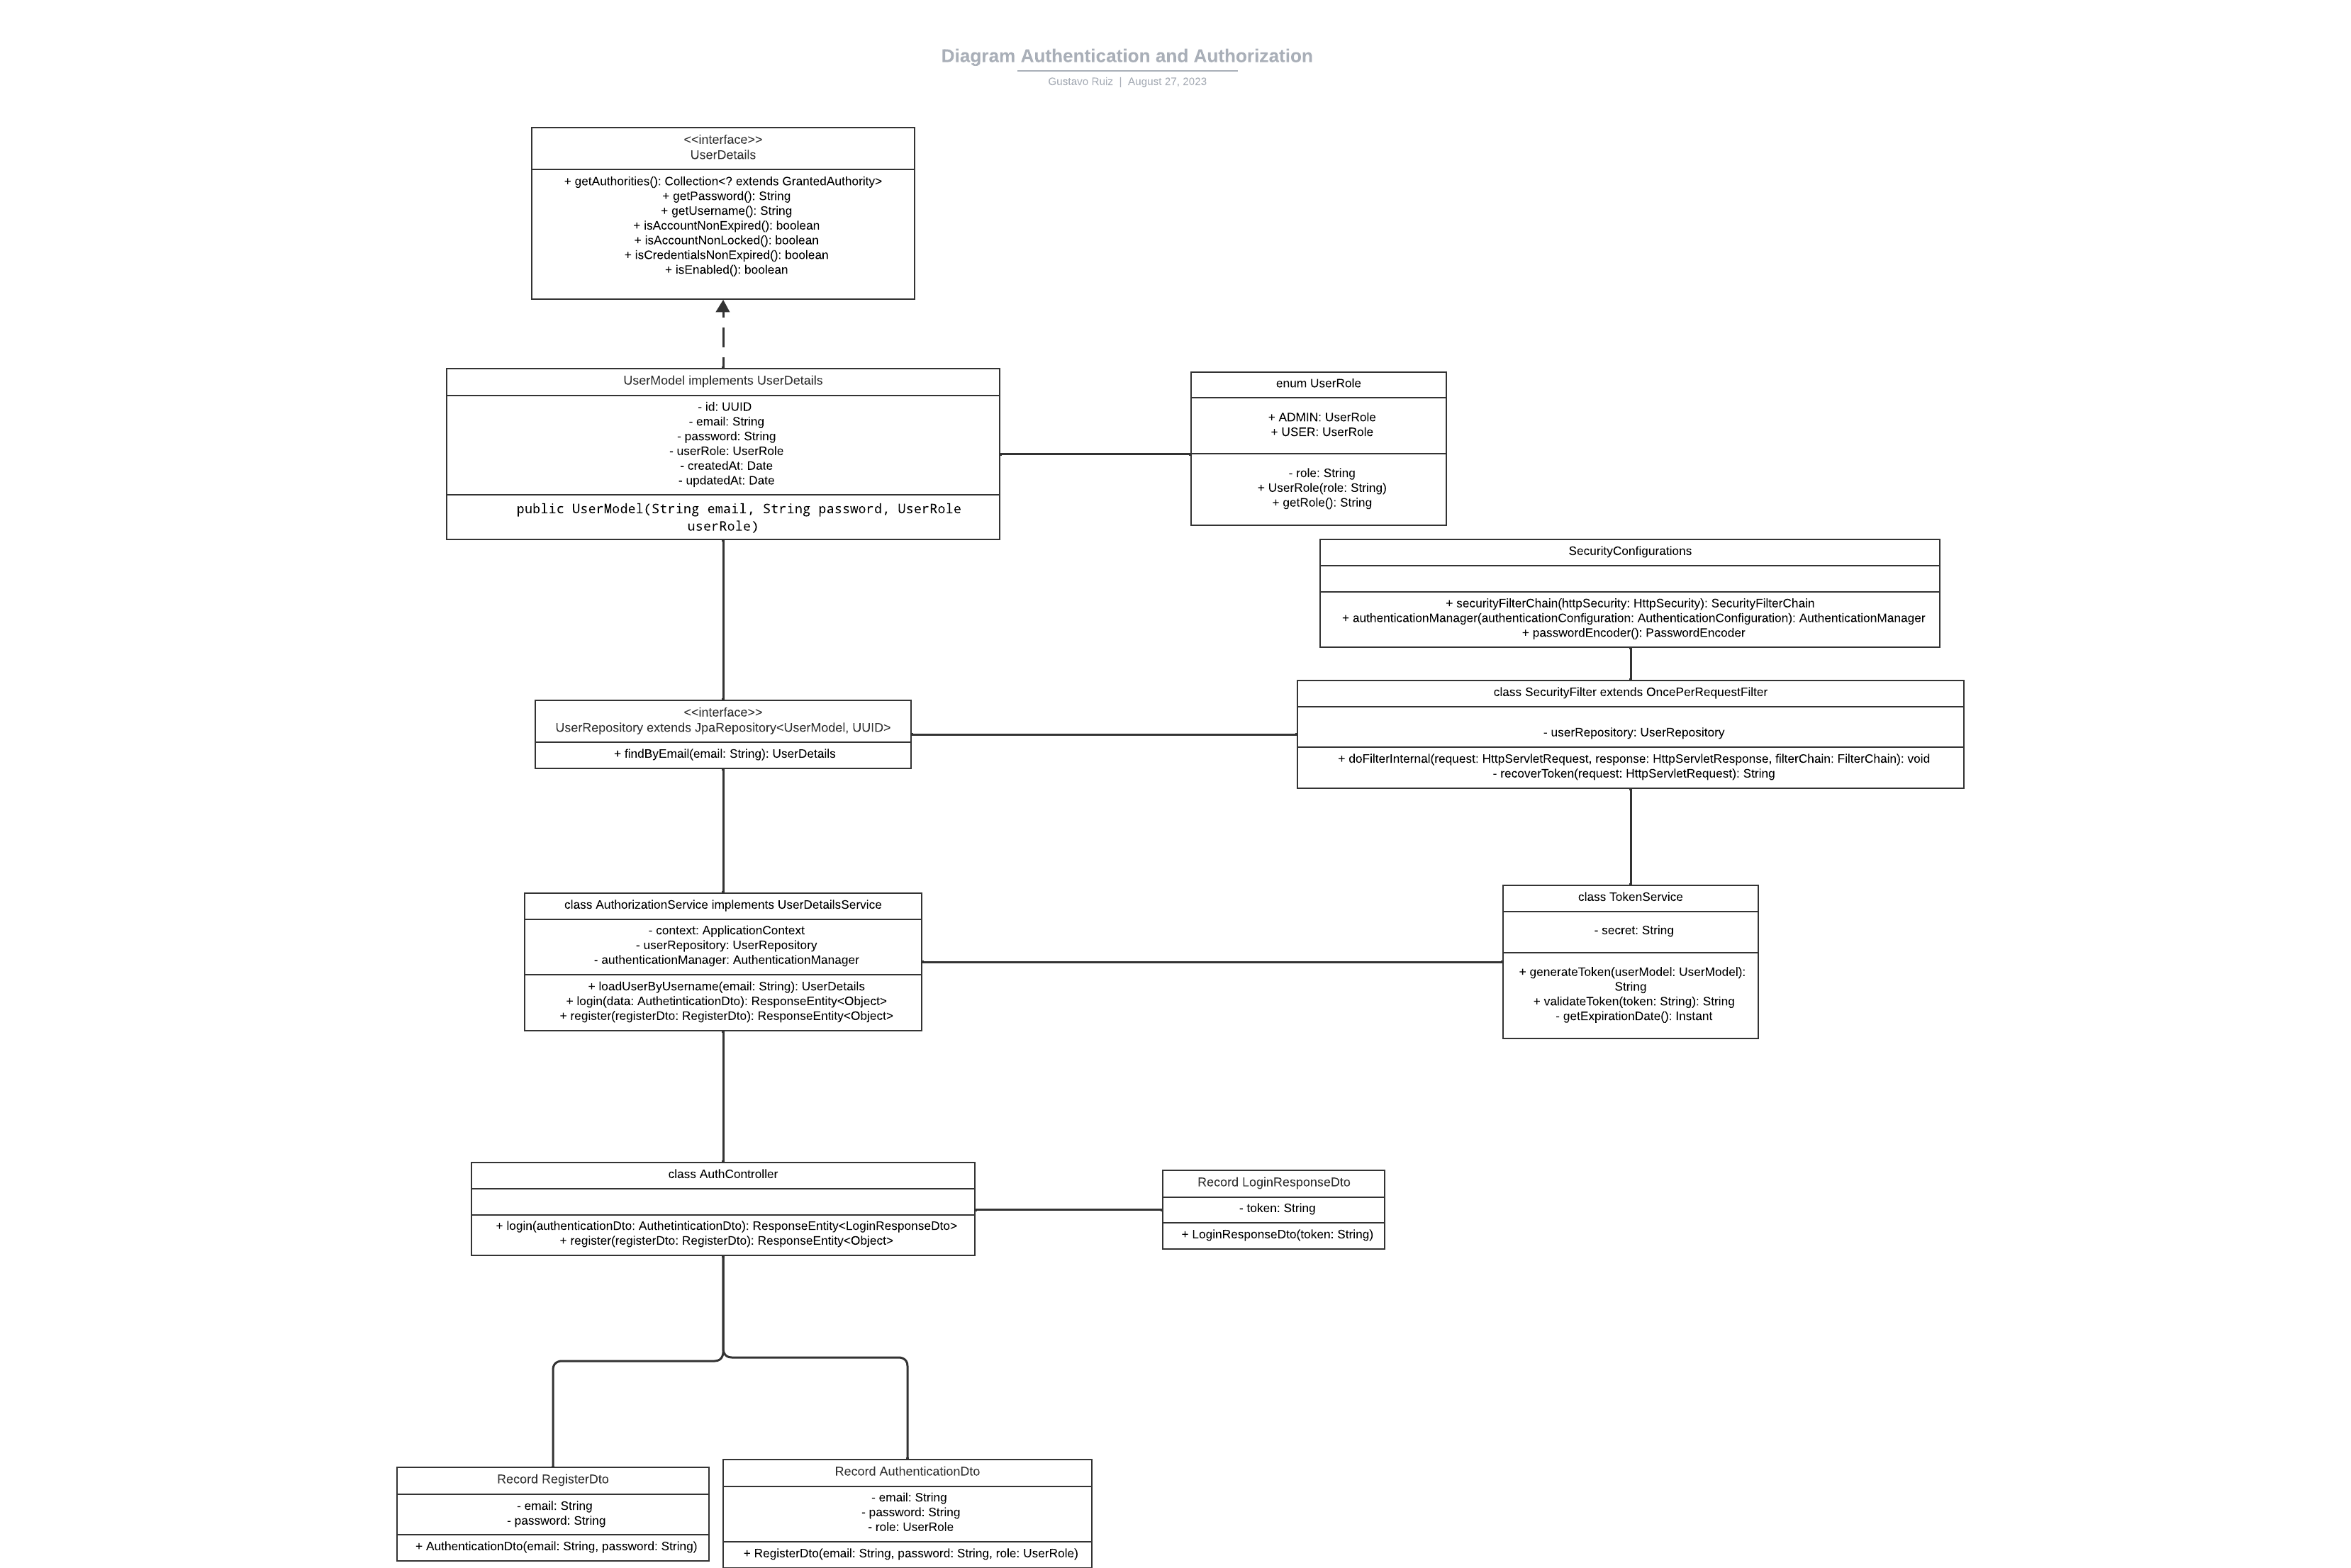 Diagram Authentication and Authorization
Gustavo Ruiz | August 27, 2023
<<interface>>
UserDetails
+ getAuthorities(): Collection<? extends GrantedAuthority>
+ getPassword(): String
+ getUsername(): String
+ isAccountNonExpired(): boolean
+ isAccountNonLocked(): boolean
+ isCredentialsNonExpired(): boolean
+ isEnabled(): boolean
UserModel implements UserDetails
- id: UUID
- email: String
- password: String
- userRole: UserRole
- createdAt: Date
- updatedAt: Date
public UserModel(String email, String password, UserRole
userRole)
enum UserRole
+ ADMIN: UserRole
+ USER: UserRole
- role: String
+ UserRole(role: String)
+ getRole(): String
SecurityConfigurations
+ securityFilterChain(httpSecurity: HttpSecurity): SecurityFilterChain
+ authenticationManager(authenticationConfiguration: AuthenticationConfiguration): AuthenticationManager
+ passwordEncoder(): PasswordEncoder
<<interface>>
UserRepository extends JpaRepository<UserModel, UUID>
+ findByEmail(email: String): UserDetails
class SecurityFilter extends OncePerRequestFilter
- userRepository: UserRepository
+ doFilterInternal(request: HttpServletRequest, response: HttpServletResponse, filterChain: FilterChain): void
- recoverToken(request: HttpServletRequest): String
class AuthorizationService implements UserDetailsService
- context: ApplicationContext
- userRepository: UserRepository
- authenticationManager: AuthenticationManager
+ loadUserByUsername(email: String): UserDetails
+ login(data: AuthetinticationDto): ResponseEntity<Object>
+ register(registerDto: RegisterDto): ResponseEntity<Object>
class TokenService
- secret: String
+ generateToken(userModel: UserModel):
String
+ validateToken(token: String): String
- getExpirationDate(): Instant
class AuthController
+ login(authenticationDto: AuthetinticationDto): ResponseEntity<LoginResponseDto>
+ register(registerDto: RegisterDto): ResponseEntity<Object>
Record LoginResponseDto
- token: String
+ LoginResponseDto(token: String)
Record RegisterDto
- email: String
- password: String
+ AuthenticationDto(email: String, password: String)
Record AuthenticationDto
- email: String
- password: String
- role: UserRole
+ RegisterDto(email: String, password: String, role: UserRole)